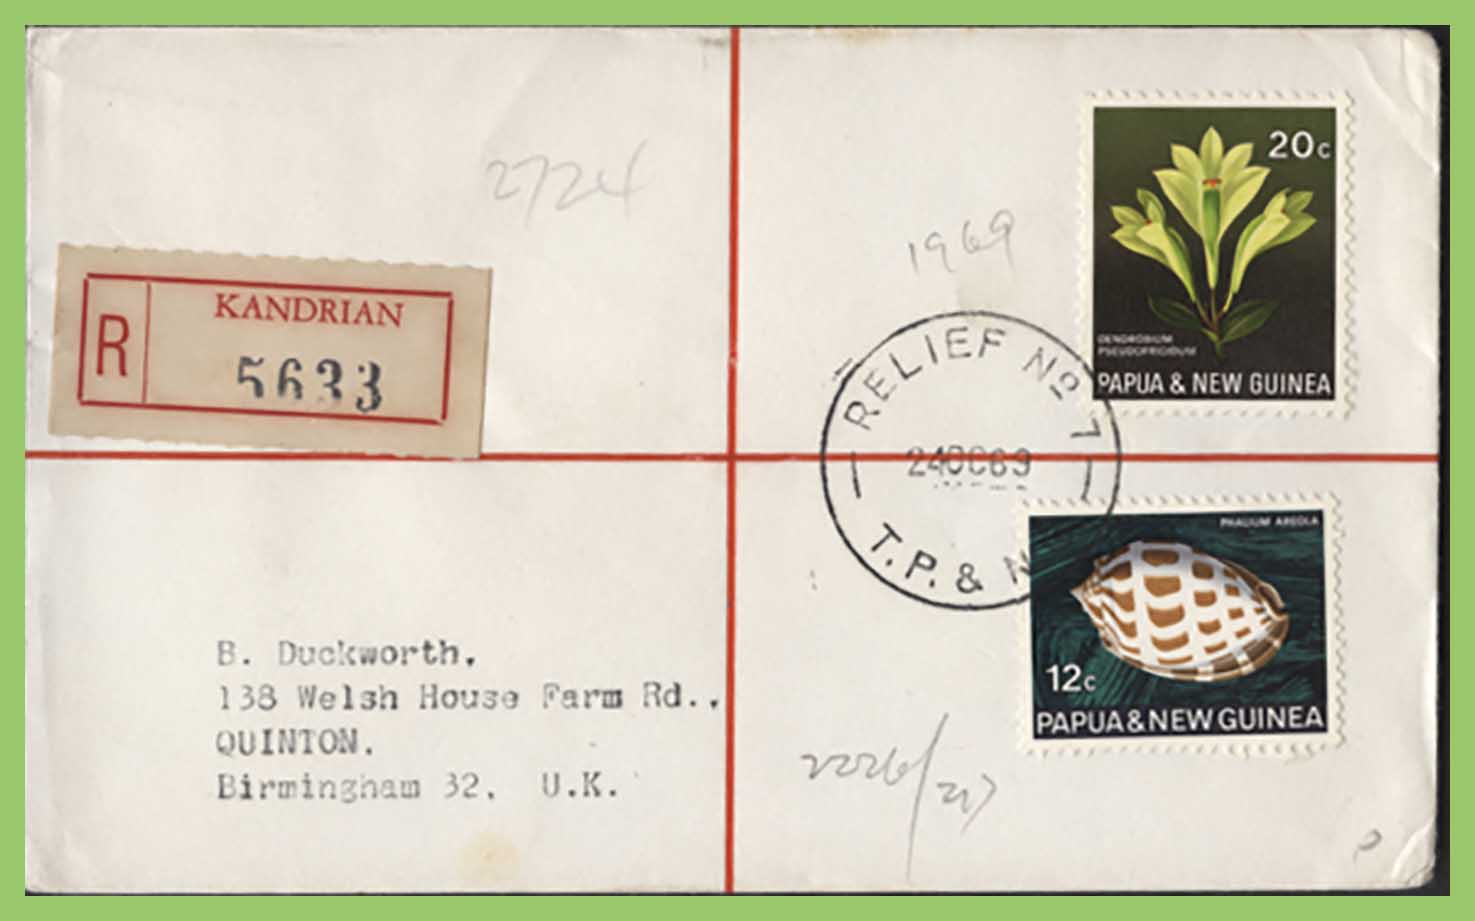 2724
1969
R
KANDRIAN
5633
20c
DENDROBIUM
PSEUDOFRIGIDUM
PAPUA & NEW GUINEA
RELIEF No 7
24OC69
T.P. & N
PHALIUM AREOLA
12c
PAPUA & NEW GUINEA
B. Duckworth,
138 Welsh House Farm Rd.,
QUINTON.
Birmingham 32. U.K.